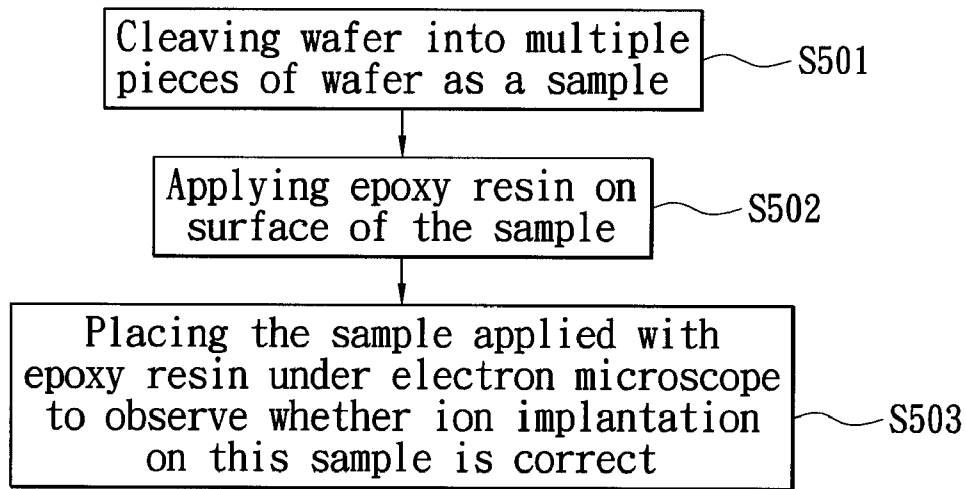 Cleaving wafer into multiple
pieces of wafer as a sample
S501
Applying epoxy resin on
surface of the sample
S502
Placing the sample applied with
epoxy resin under electron microscope
to observe whether ion implantation
on this sample is correct
S503